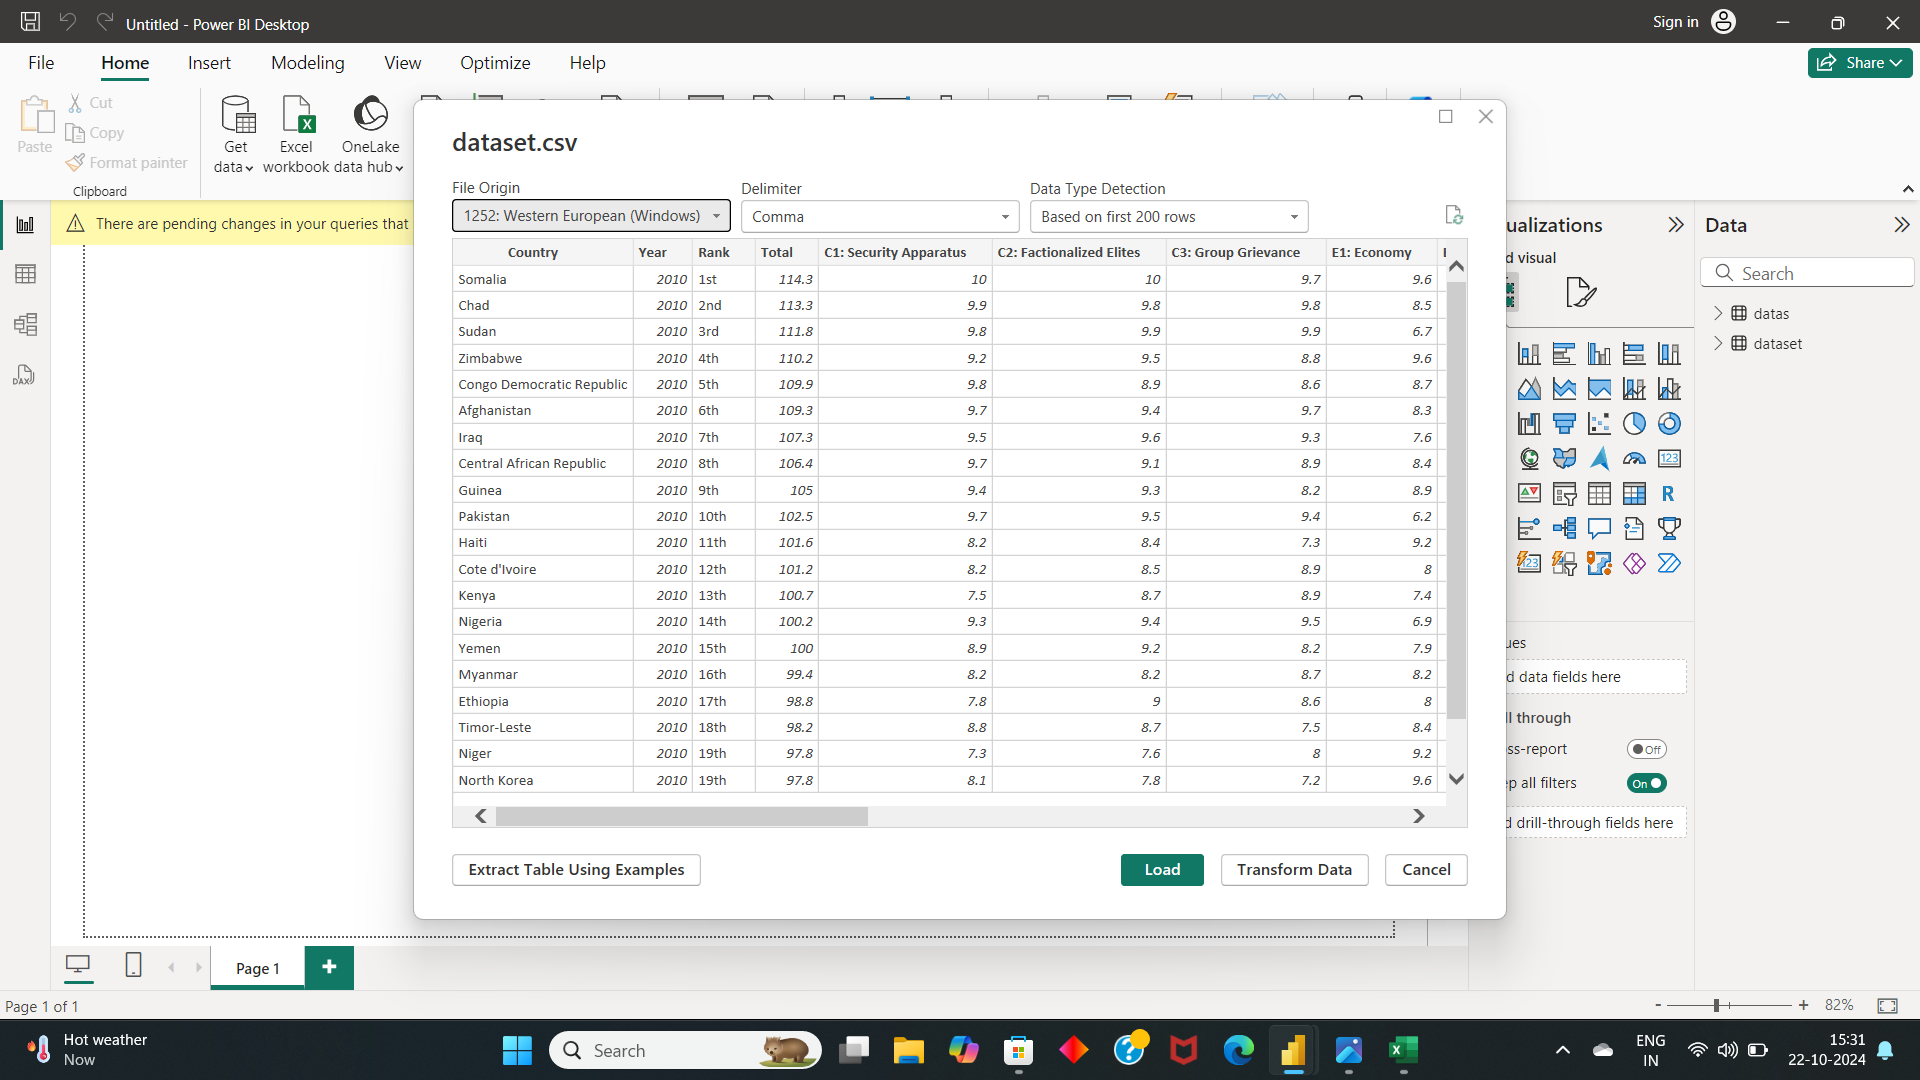 Untitled - Power BI Desktop
Sign in
File Home Insert Modeling View Optimize Help
Share
Paste
Cut
Copy
Format painter
Clipboard
Get data
Excel workbook
OneLake data hub
There are pending changes in your queries that
dataset.csv
File Origin Delimiter Data Type Detection
1252: Western European (Windows) Comma Based on first 200 rows
Country Year Rank Total C1: Security Apparatus C2: Factionalized Elites C3: Group Grievance E1: Economy
Somalia 2010 1st 114.3 10 10 9.7 9.6
Chad 2010 2nd 113.3 9.9 9.8 9.8 8.5
Sudan 2010 3rd 111.8 9.8 9.9 9.9 6.7
Zimbabwe 2010 4th 110.2 9.2 9.5 8.8 9.6
Congo Democratic Republic 2010 5th 109.9 9.8 8.9 8.6 8.7
Afghanistan 2010 6th 109.3 9.7 9.4 9.7 8.3
Iraq 2010 7th 107.3 9.5 9.6 9.3 7.6
Central African Republic 2010 8th 106.4 9.7 9.1 8.9 8.4
Guinea 2010 9th 105 9.4 9.3 8.2 8.9
Pakistan 2010 10th 102.5 9.7 9.5 9.4 6.2
Haiti 2010 11th 101.6 8.2 8.4 7.3 9.2
Cote d'Ivoire 2010 12th 101.2 8.2 8.5 8.9 8
Kenya 2010 13th 100.7 7.5 8.7 8.9 7.4
Nigeria 2010 14th 100.2 9.3 9.4 9.5 6.9
Yemen 2010 15th 100 8.9 9.2 8.2 7.9
Myanmar 2010 16th 99.4 8.2 8.2 8.7 8.2
Ethiopia 2010 17th 98.8 7.8 9 8.6 8
Timor-Leste 2010 18th 98.2 8.8 8.7 7.5 8.4
Niger 2010 19th 97.8 7.3 7.6 8 9.2
North Korea 2010 19th 97.8 8.1 7.8 7.2 9.6
Extract Table Using Examples
Load
Transform Data
Cancel
ualizations
d visual
123
R
123
ues
d data fields here
ll through
ss-report
Off
p all filters
On
d drill-through fields here
Data
Search
datas
dataset
DAX
Page 1
+
Page 1 of 1
- + 82%
Hot weather
Now
Search
ENG
IN
15:31
22-10-2024